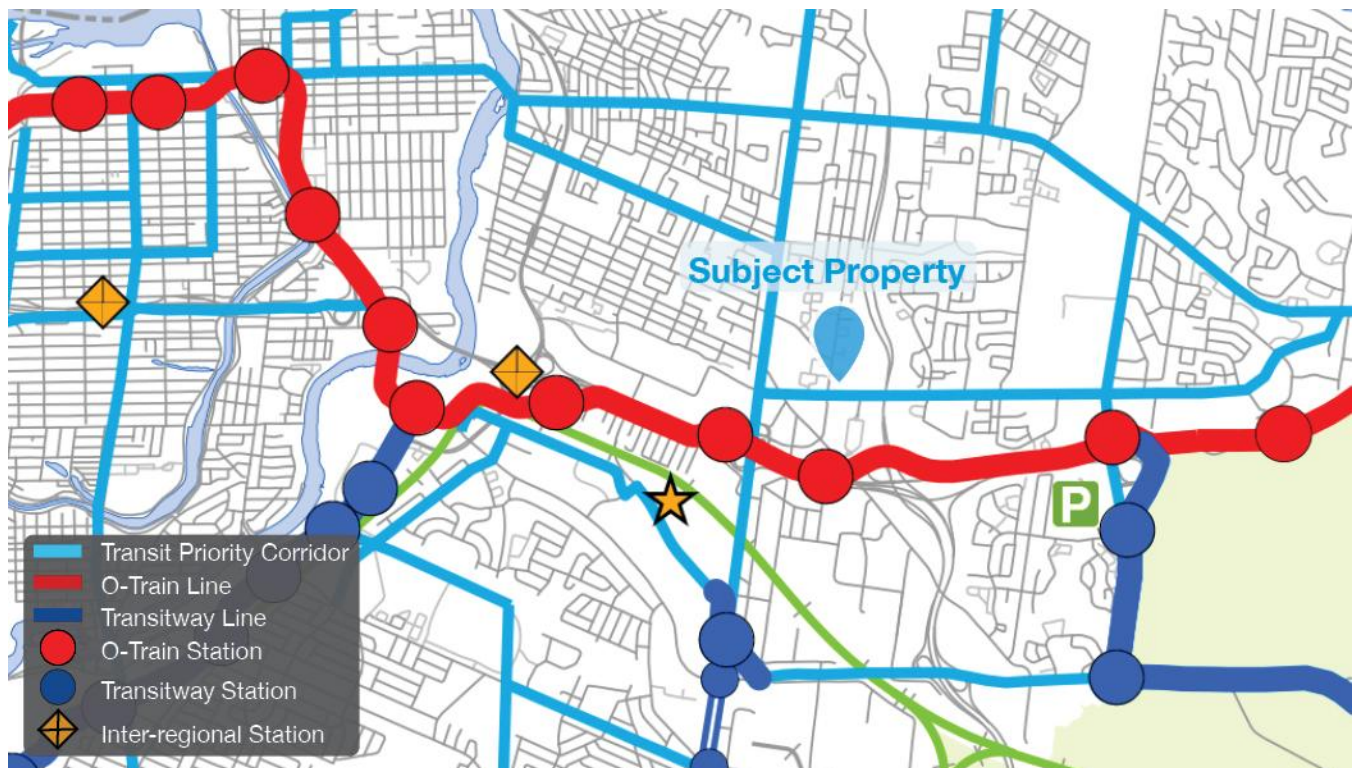 Subject Property
P
Transit Priority Corridor
O-Train Line
Transitway Line
O-Train Station
Transitway Station
Inter-regional Station